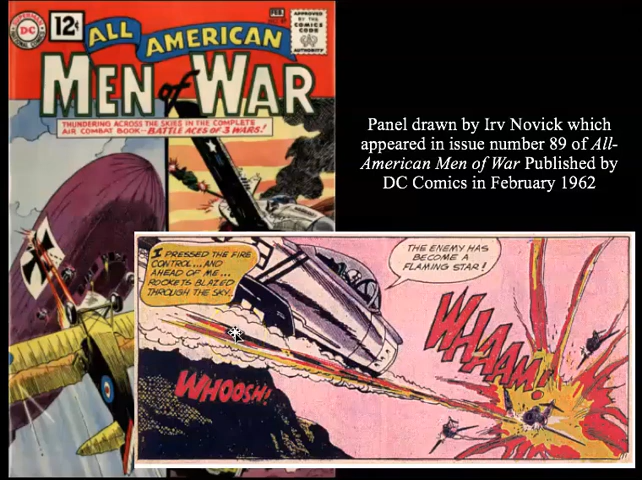 DC
12¢
FEB.
APPROVED
BY THE
COMICS
CODE
AUTHORITY
ALL AMERICAN
MEN of WAR
THUNDERING ACROSS THE SKIES IN THE COMPLETE
AIR COMBAT BOOK--BATTLE ACES OF 3 WARS!
Panel drawn by Irv Novick which
appeared in issue number 89 of All-
American Men of War Published by
DC Comics in February 1962
I PRESSED THE FIRE
CONTROL...AND
AHEAD OF ME...
ROCKETS BLAZED
THROUGH THE SKY...
THE ENEMY HAS
BECOME A
FLAMING STAR!
WHAAM!
WHOOSH!